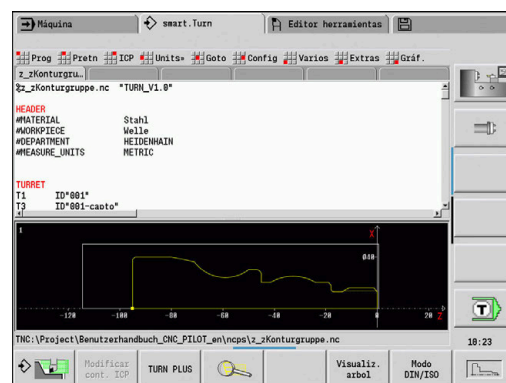 Máquina
smart.Turn
Editor herramientas
Prog Pretn ICP Units» Goto Config Varios Extras Gráf.
z_zKonturgru…
%z_zKonturgruppe.nc "TURN_V1.0"
HEADER
#MATERIAL Stahl
#WORKPIECE Welle
#DEPARTMENT HEIDENHAIN
#MEASURE_UNITS METRIC
TURRET
T1 ID"001"
T3 ID"001-capto"
1
X
Ø40
-120 -100 -80 -60 -40 -20 0 20 Z
T
TNC:\Project\Benutzerhandbuch_CNC_PILOT_en\ncps\z_zKonturgruppe.nc
10:23
Modificar cont. ICP
TURN PLUS
Visualiz. arbol
Modo DIN/ISO